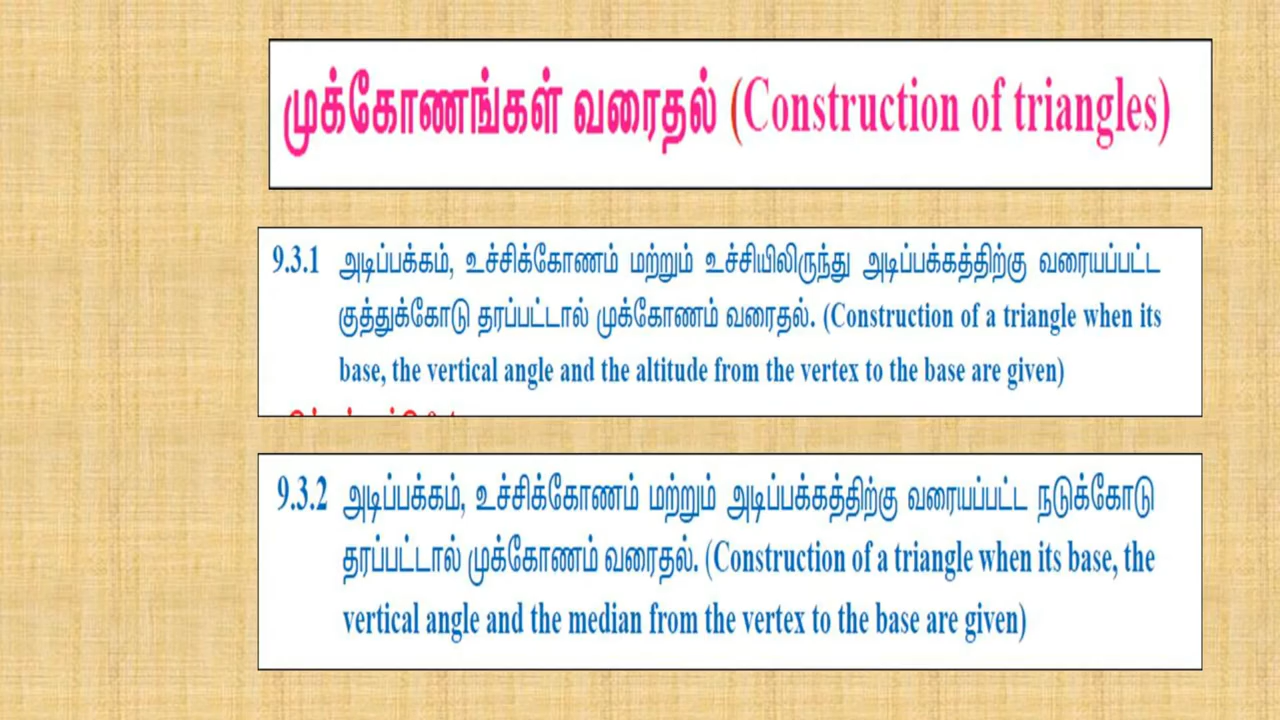 முக்கோணங்கள் வரைதல் (Construction of triangles)
9.3.1 அடிப்பக்கம், உச்சிக்கோணம் மற்றும் உச்சியிலிருந்து அடிப்பக்கத்திற்கு வரையப்பட்ட
குத்துக்கோடு தரப்பட்டால் முக்கோணம் வரைதல். (Construction of a triangle when its
base, the vertical angle and the altitude from the vertex to the base are given)
9.3.2 அடிப்பக்கம், உச்சிக்கோணம் மற்றும் அடிப்பக்கத்திற்கு வரையப்பட்ட நடுக்கோடு
தரப்பட்டால் முக்கோணம் வரைதல். (Construction of a triangle when its base, the
vertical angle and the median from the vertex to the base are given)